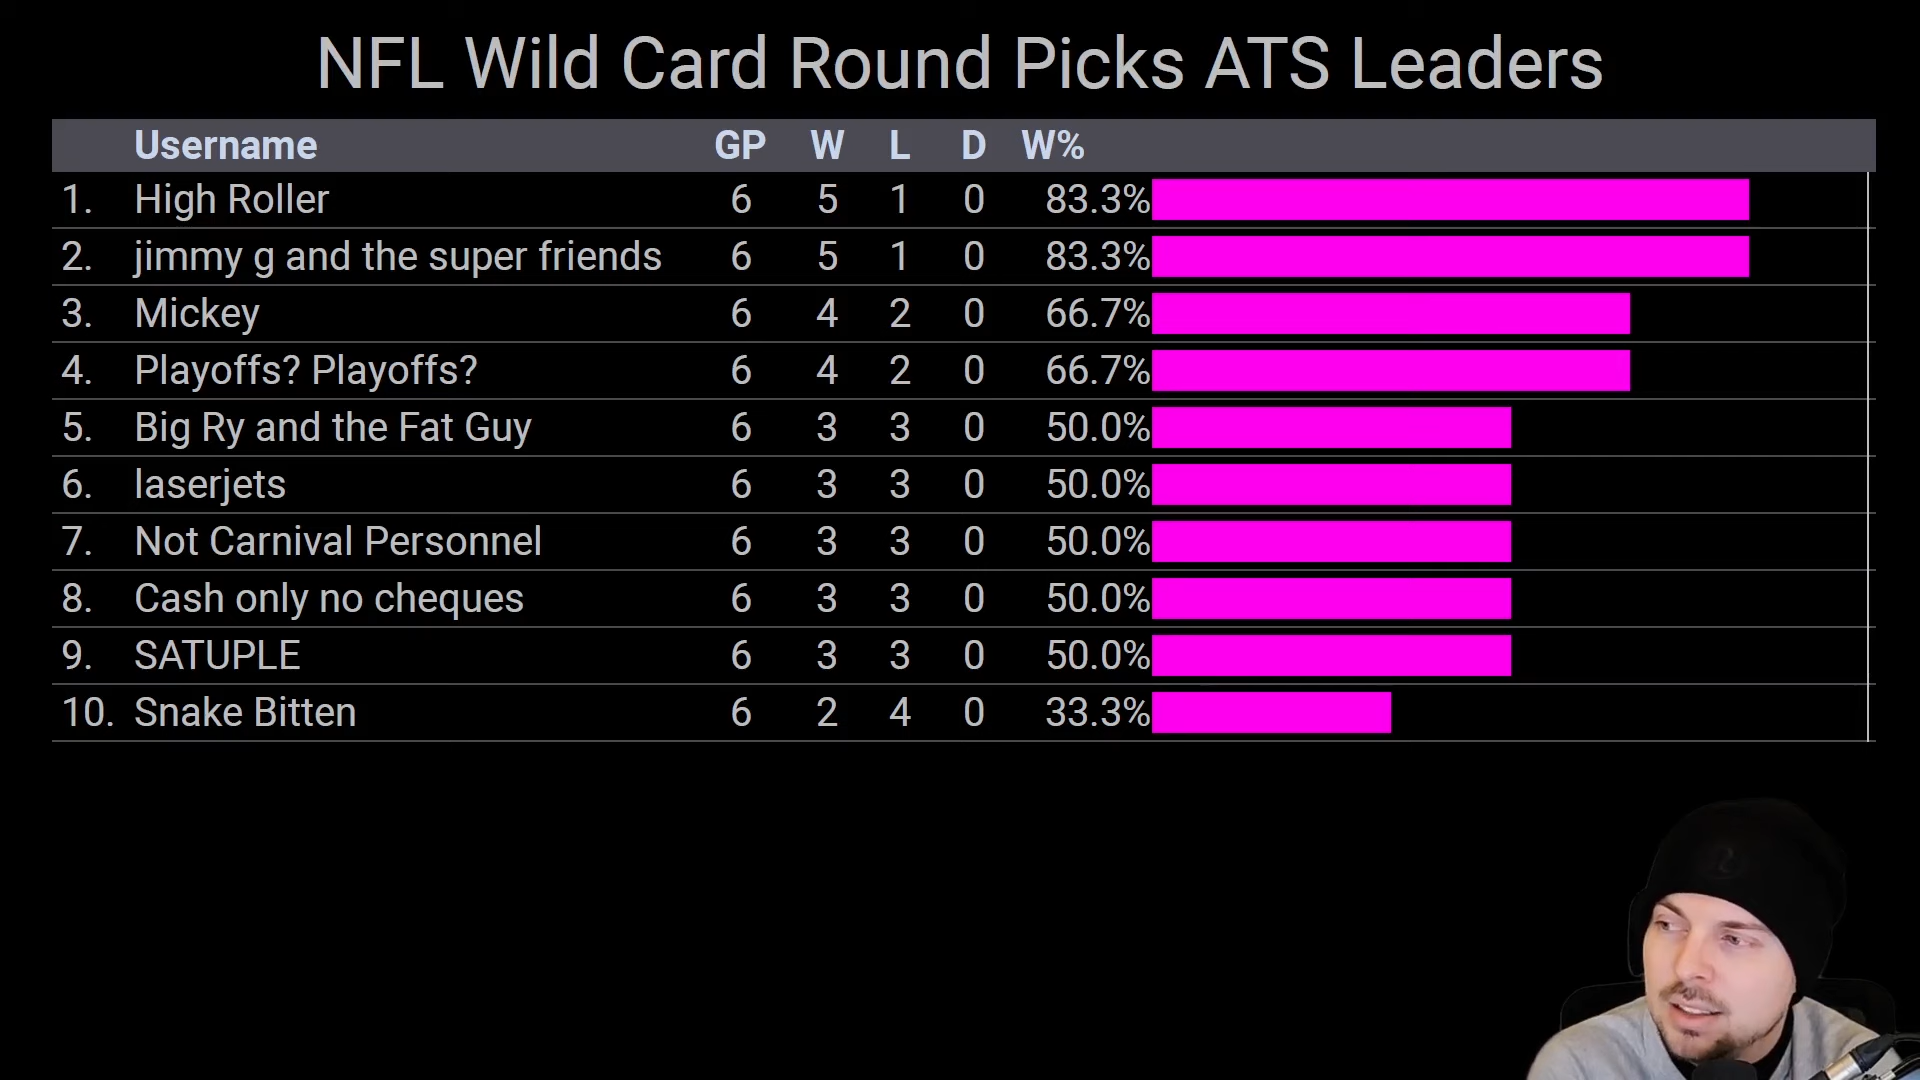 NFL Wild Card Round Picks ATS Leaders
Username GP W L D W%
1. High Roller 6 5 1 0 83.3%
2. jimmy g and the super friends 6 5 1 0 83.3%
3. Mickey 6 4 2 0 66.7%
4. Playoffs? Playoffs? 6 4 2 0 66.7%
5. Big Ry and the Fat Guy 6 3 3 0 50.0%
6. laserjets 6 3 3 0 50.0%
7. Not Carnival Personnel 6 3 3 0 50.0%
8. Cash only no cheques 6 3 3 0 50.0%
9. SATUPLE 6 3 3 0 50.0%
10. Snake Bitten 6 2 4 0 33.3%